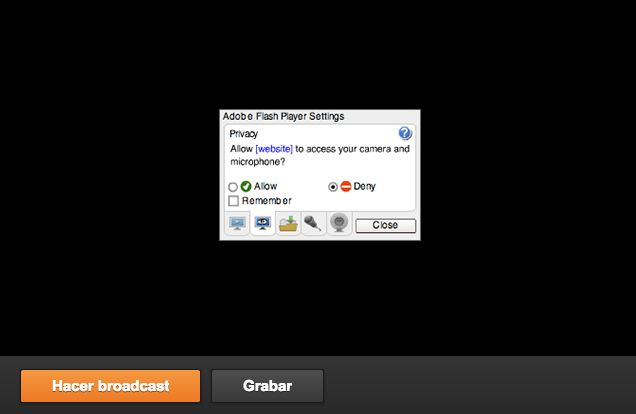 Adobe Flash Player Settings
Privacy
Allow [website] to access your camera and
microphone?
Allow Deny
Remember
Close
Hacer broadcast Grabar